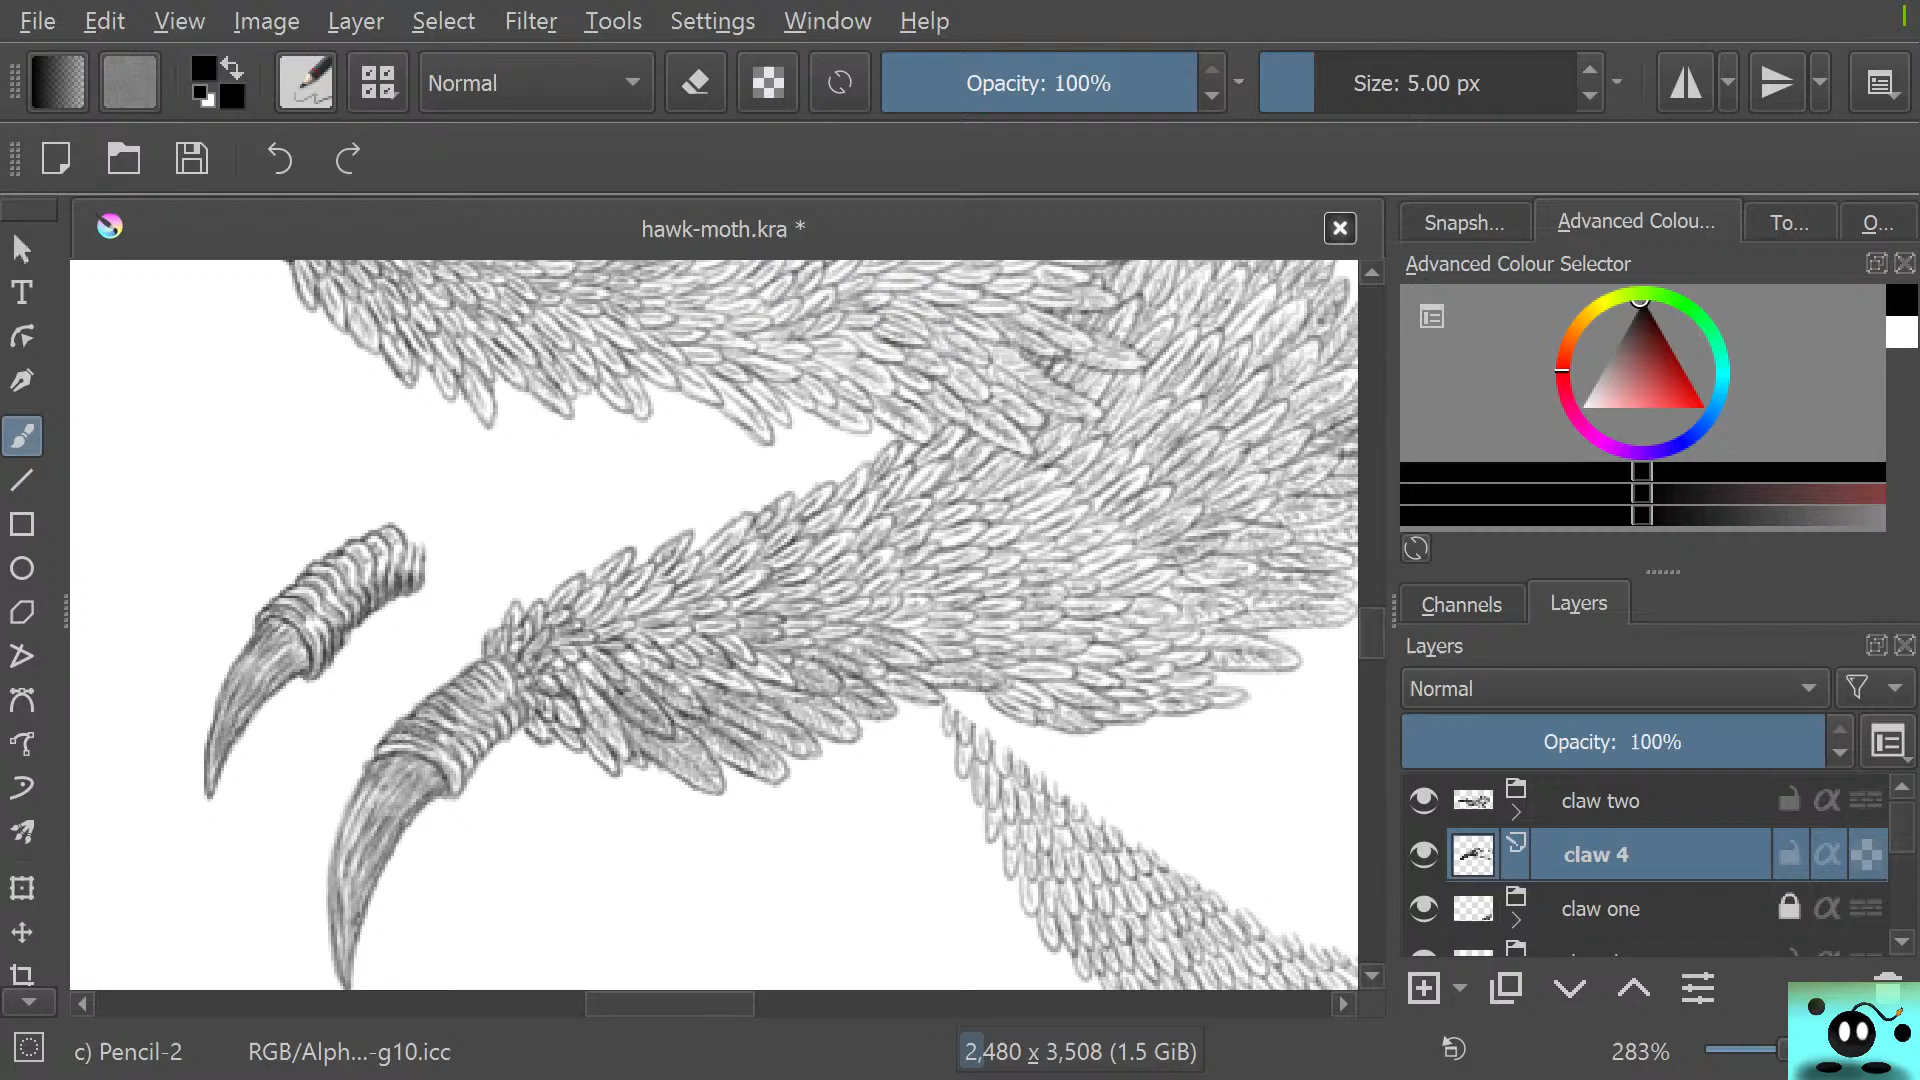 File Edit View Image Layer Select Filter Tools Settings Window Help
Normal Opacity: 100% Size: 5.00 px
hawk-moth.kra *
Snapsh... Advanced Colou... To... O...
Advanced Colour Selector
Channels Layers
Layers
Normal
Opacity: 100%
claw two
claw 4
claw one
c) Pencil-2 RGB/Alph...-g10.icc 2,480 x 3,508 (1.5 GiB) 283%